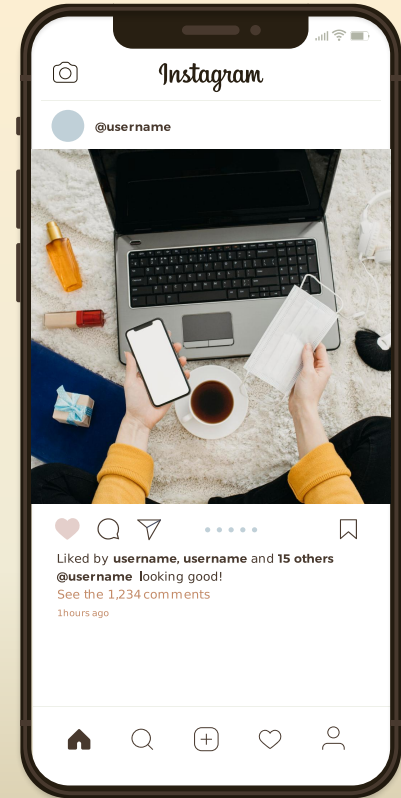 Instagram
@username
Liked by username, username and 15 others
@username looking good!
See the 1,234 comments
1hours ago